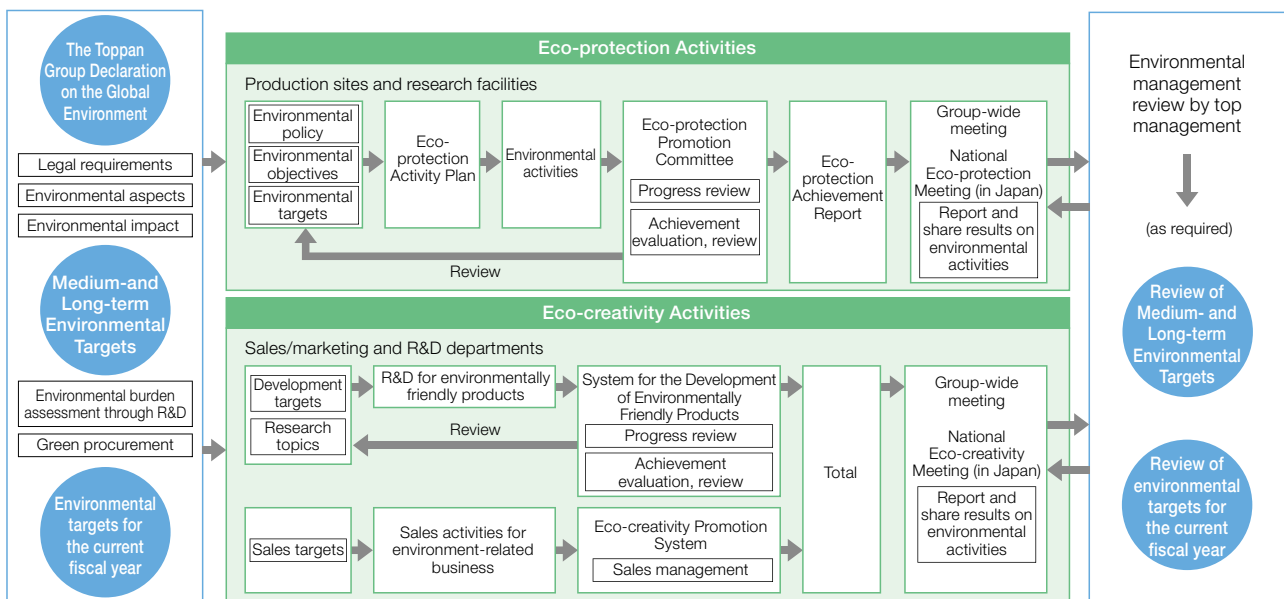 The Toppan
Group Declaration
on the Global
Environment
Legal requirements
Environmental aspects
Environmental impact
Medium-and
Long-term
Environmental
Targets
Environmental burden
assessment through R&D
Green procurement
Environmental
targets for
the current
fiscal year
Eco-protection Activities
Production sites and research facilities
Environmental
policy
Environmental
objectives
Environmental
targets
Eco-
protection
Activity Plan
Environmental
activities
Eco-protection
Promotion
Committee
Progress review
Achievement
evaluation, review
Review
Eco-
protection
Achievement
Report
Group-wide
meeting
National
Eco-protection
Meeting (in Japan)
Report and
share results on
environmental
activities
Eco-creativity Activities
Sales/marketing and R&D departments
Development
targets
Research
topics
R&D for environmentally
friendly products
Review
System for the Development
of Environmentally
Friendly Products
Progress review
Achievement
evaluation, review
Sales targets
Sales activities for
environment-related
business
Eco-creativity Promotion
System
Sales management
Total
Group-wide
meeting
National
Eco-creativity
Meeting (in Japan)
Report and
share results on
environmental
activities
Environmental
management
review by top
management
(as required)
Review of
Medium- and
Long-term
Environmental
Targets
Review of
environmental
targets for
the current
fiscal year